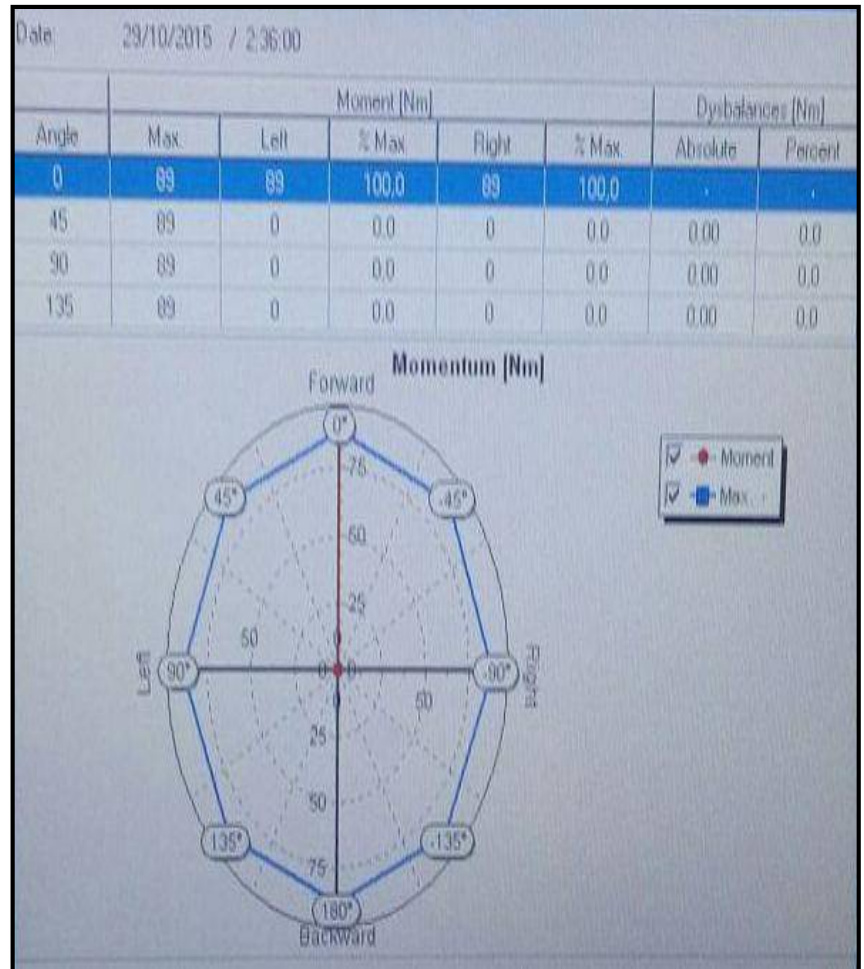 Date: 29/10/2015 / 2:36:00
Moment [Nm] Dysbalances [Nm]
Angle Max. Left % Max. Right % Max. Absolute Percent
0 89 89 100,0 89 100,0 - -
45 89 0 0.0 0 0.0 0.00 0.0
90 89 0 0,0 0 0.0 0.00 0.0
135 89 0 0.0 0 0.0 0.00 0.0
Momentum [Nm]
Forward
0°
75
45° -45°
Moment
Max.
50
25
50 0
Left 90° 0 0 -90° Right
0 50
25
50
135° -135°
75
180°
Backward